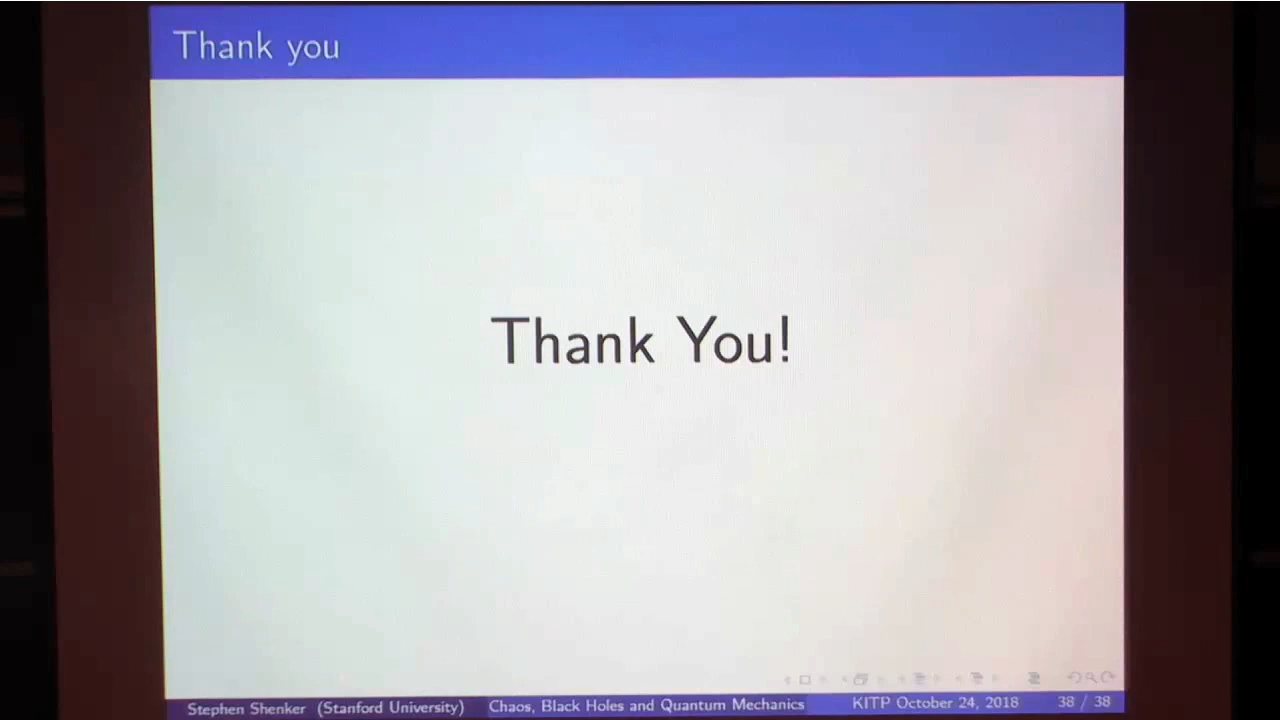 Thank you
Thank You!
Stephen Shenker (Stanford University) Chaos, Black Holes and Quantum Mechanics KITP October 24, 2018 38 / 38